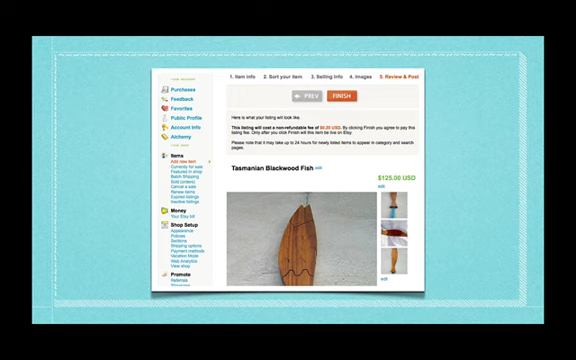 1. Item Info 2. Sort your item 3. Selling Info 4. Images 5. Review & Post
PREV FINISH
Here is what your listing will look like.
This listing will cost a non-refundable fee of $0.20 USD. By clicking Finish you agree to pay this
listing fee. Only after you click Finish will this item be live on Etsy.
Please note that it may take up to 24 hours for newly listed items to appear in category and search
pages.
Tasmanian Blackwood Fish edit
$125.00 USD
edit
edit
Purchases
Feedback
Favorites
Public Profile
Account Info
Alchemy
Items
Add new item
Currently for sale
Featured in shop
Batch Shipping
Sold (orders)
Cancel a sale
Renew items
Expired listings
Inactive listings
Money
Your Etsy bill
Shop Setup
Appearance
Policies
Sections
Shipping options
Payment methods
Vacation Mode
Web Analytics
View shop
Promote
Referrals